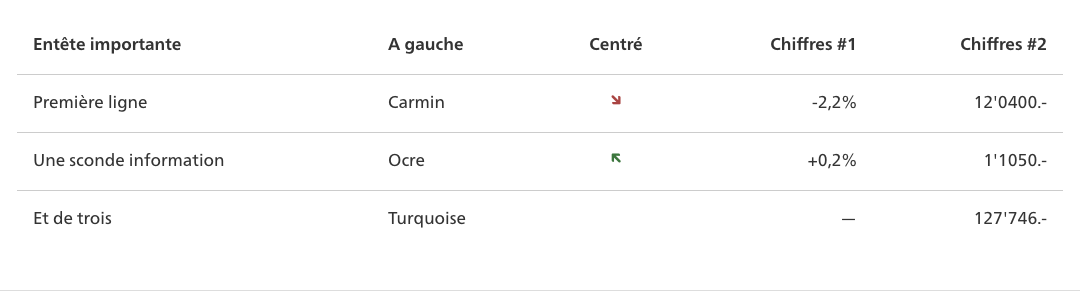 Entête importante A gauche Centré Chiffres #1 Chiffres #2
Première ligne Carmin -2,2% 12'0400.-
Une sconde information Ocre +0,2% 1'1050.-
Et de trois Turquoise — 127'746.-